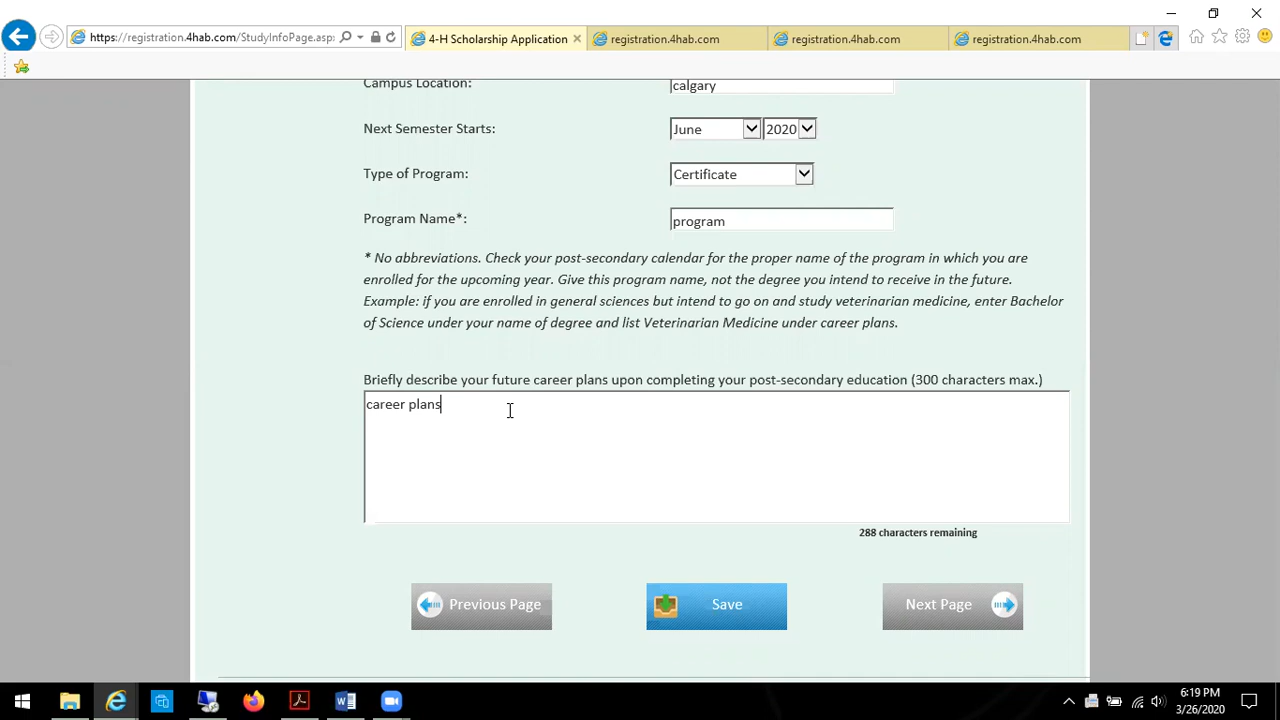 https://registration.4hab.com/StudyInfoPage.asp
4-H Scholarship Application
registration.4hab.com
registration.4hab.com
registration.4hab.com
Campus Location:
calgary
Next Semester Starts:
June
2020
Type of Program:
Certificate
Program Name*:
program
* No abbreviations. Check your post-secondary calendar for the proper name of the program in which you are
enrolled for the upcoming year. Give this program name, not the degree you intend to receive in the future.
Example: if you are enrolled in general sciences but intend to go on and study veterinarian medicine, enter Bachelor
of Science under your name of degree and list Veterinarian Medicine under career plans.
Briefly describe your future career plans upon completing your post-secondary education (300 characters max.)
career plans
288 characters remaining
Previous Page
Save
Next Page
6:19 PM
3/26/2020